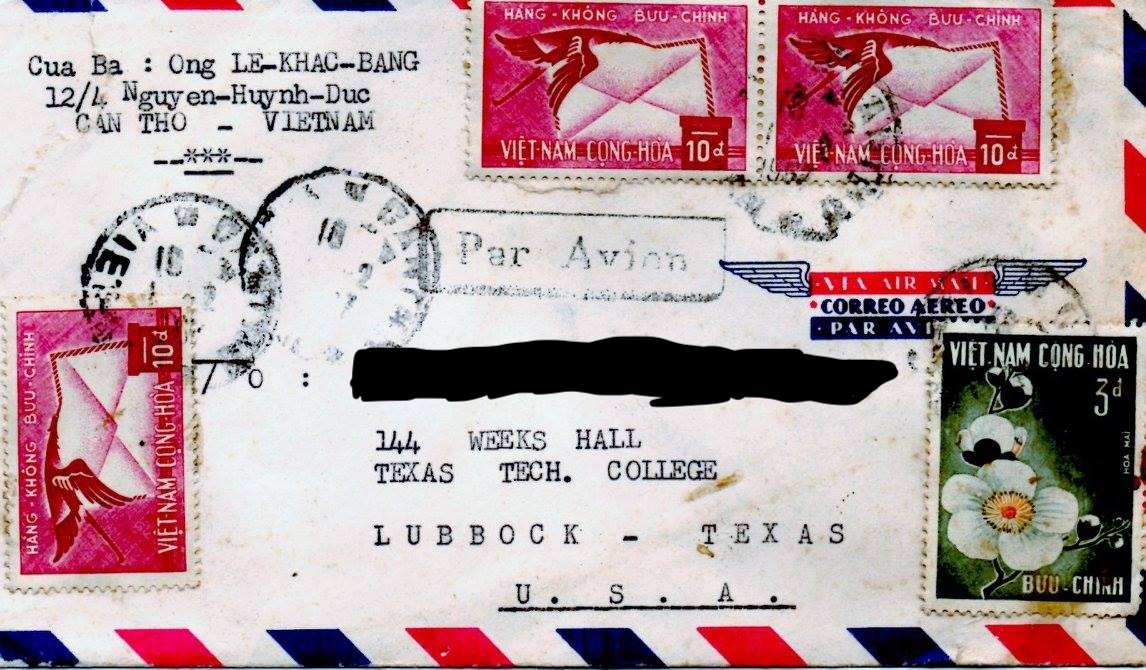 Cua Ba : Ong LE-KHAC-BANG
12/4 Nguyen-Huynh-Duc
CAN THO - VIETNAM
--***--
HÀNG - KHÔNG BƯU - CHÍNH
VIỆT-NAM CỘNG-HÒA 10đ
HÀNG - KHÔNG BƯU - CHÍNH
VIỆT-NAM CỘNG-HÒA 10đ
Par Avion
VIA AIR MAIL
CORREO AEREO
PAR AVI
HÀNG - KHÔNG BƯU - CHÍNH
VIỆT-NAM CỘNG-HÒA 10đ
/ O :
144 WEEKS HALL
TEXAS TECH. COLLEGE
LUBBOCK - TEXAS
U. S. A.
VIỆT-NAM CỘNG-HÒA
3đ
HOA MAI
BƯU-CHÍNH